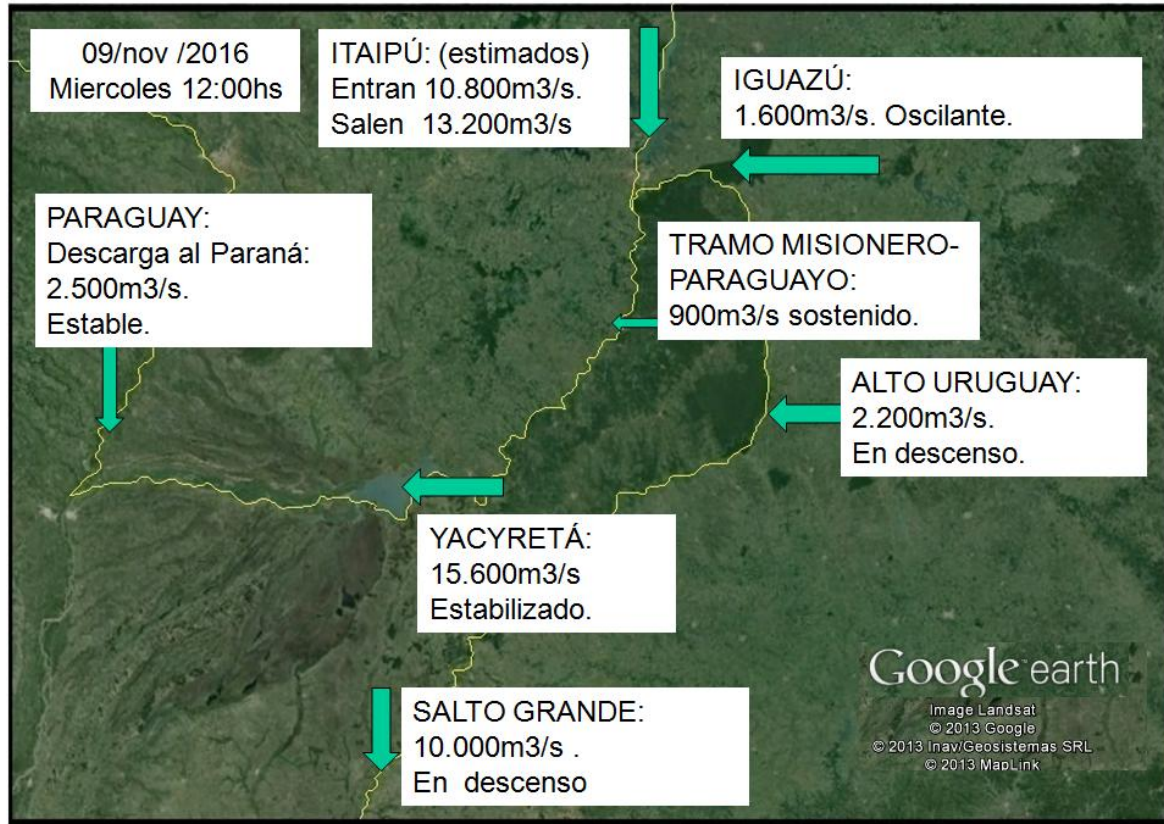 09/nov /2016
Miercoles 12:00hs
ITAIPÚ: (estimados)
Entran 10.800m3/s.
Salen  13.200m3/s
IGUAZÚ:
1.600m3/s. Oscilante.
PARAGUAY:
Descarga al Paraná:
2.500m3/s.
Estable.
TRAMO MISIONERO-
PARAGUAYO:
900m3/s sostenido.
ALTO URUGUAY:
2.200m3/s.
En descenso.
YACYRETÁ:
15.600m3/s
Estabilizado.
SALTO GRANDE:
10.000m3/s .
En  descenso
Google earth
Image Landsat
© 2013 Google
© 2013 Inav/Geosistemas SRL
© 2013 MapLink